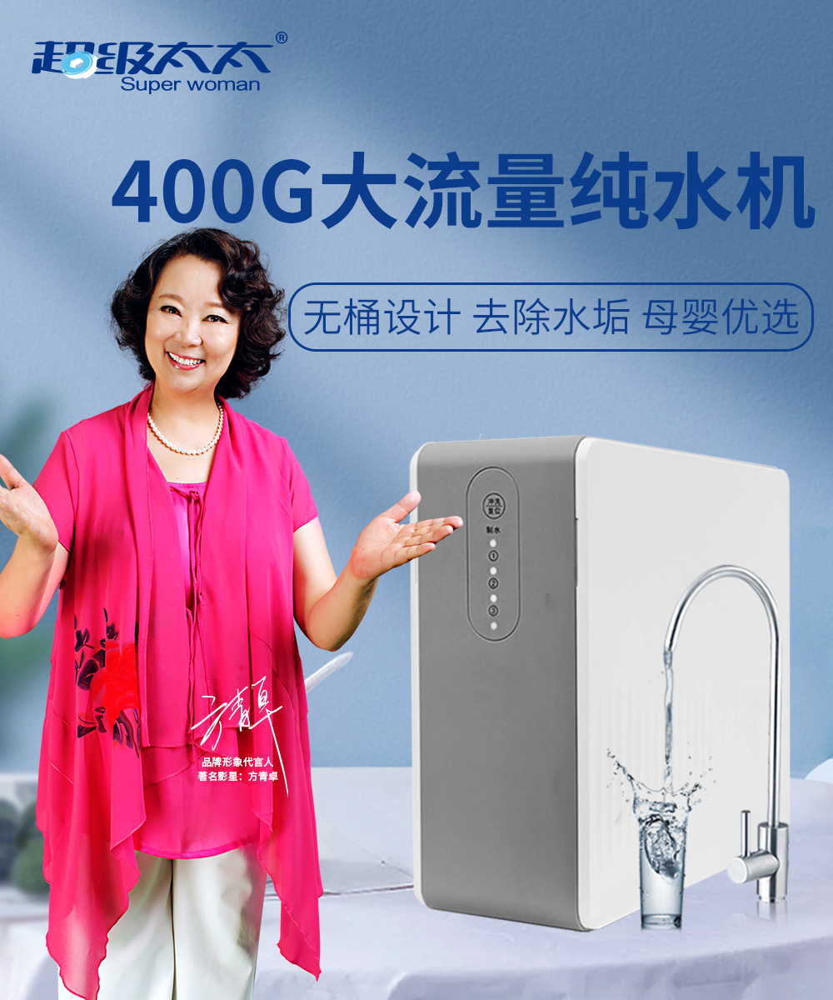 超级太太®
Super woman
400G大流量纯水机
无桶设计 去除水垢 母婴优选
冲洗
复位
制水
①
②
③
方青卓
品牌形象代言人
著名影星：方青卓